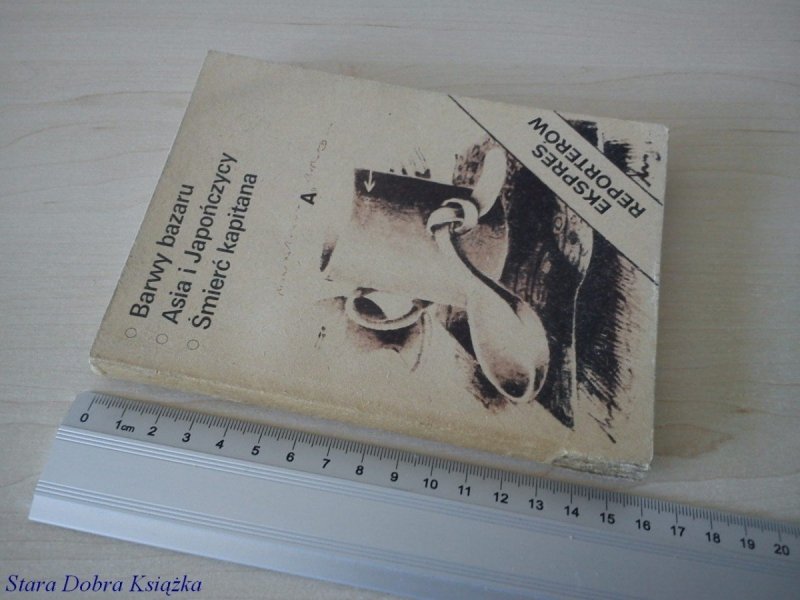 EKSPRES
REPORTERÓW
○ Barwy bazaru
○ Asia i Japończycy
○ Śmierć kapitana
A
0 1cm 2 3 4 5 6 7 8 9 10 11 12 13 14 15 16 17 18 19 20
Stara Dobra Książka